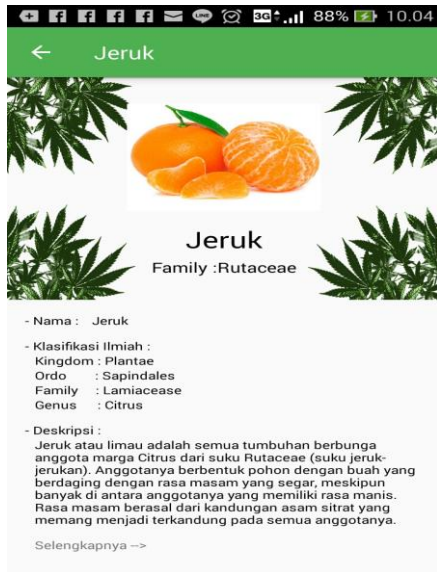 3G 88% 10.04
Jeruk
Jeruk
Family :Rutaceae
- Nama : Jeruk
- Klasifikasi Ilmiah :
Kingdom : Plantae
Ordo : Sapindales
Family : Lamiacease
Genus : Citrus
- Deskripsi :
Jeruk atau limau adalah semua tumbuhan berbunga
anggota marga Citrus dari suku Rutaceae (suku jeruk-
jerukan). Anggotanya berbentuk pohon dengan buah yang
berdaging dengan rasa masam yang segar, meskipun
banyak di antara anggotanya yang memiliki rasa manis.
Rasa masam berasal dari kandungan asam sitrat yang
memang menjadi terkandung pada semua anggotanya.
Selengkapnya -->